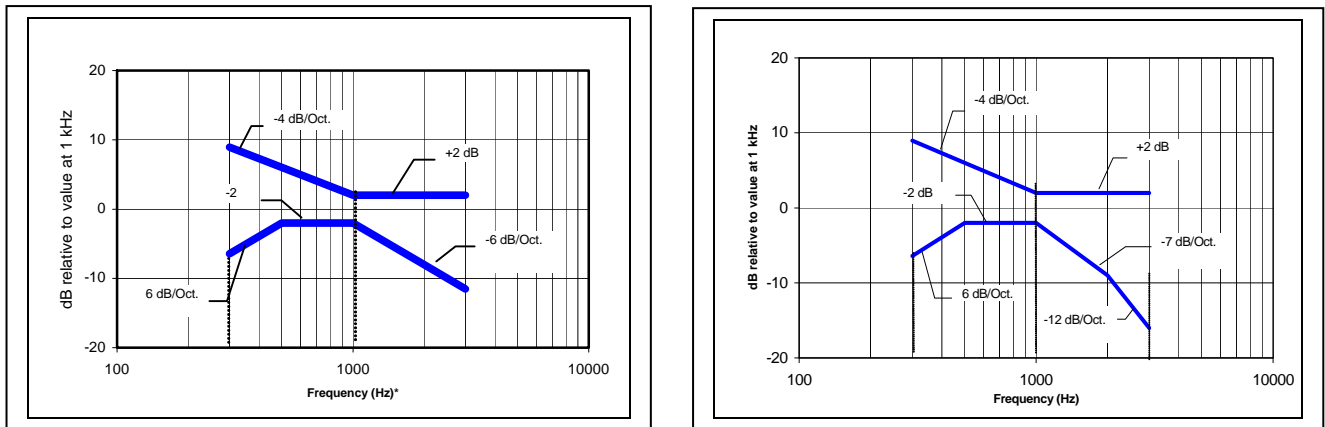 dB relative to value at 1 kHz
20
10
0
-10
-20
-4 dB/Oct.
+2 dB
-2
-6 dB/Oct.
6 dB/Oct.
100
1000
10000
Frequency (Hz)*
dB relative to value at 1 kHz
20
10
0
-10
-20
-4 dB/Oct.
+2 dB
-2 dB
-7 dB/Oct.
6 dB/Oct.
-12 dB/Oct.
100
1000
10000
Frequency (Hz)